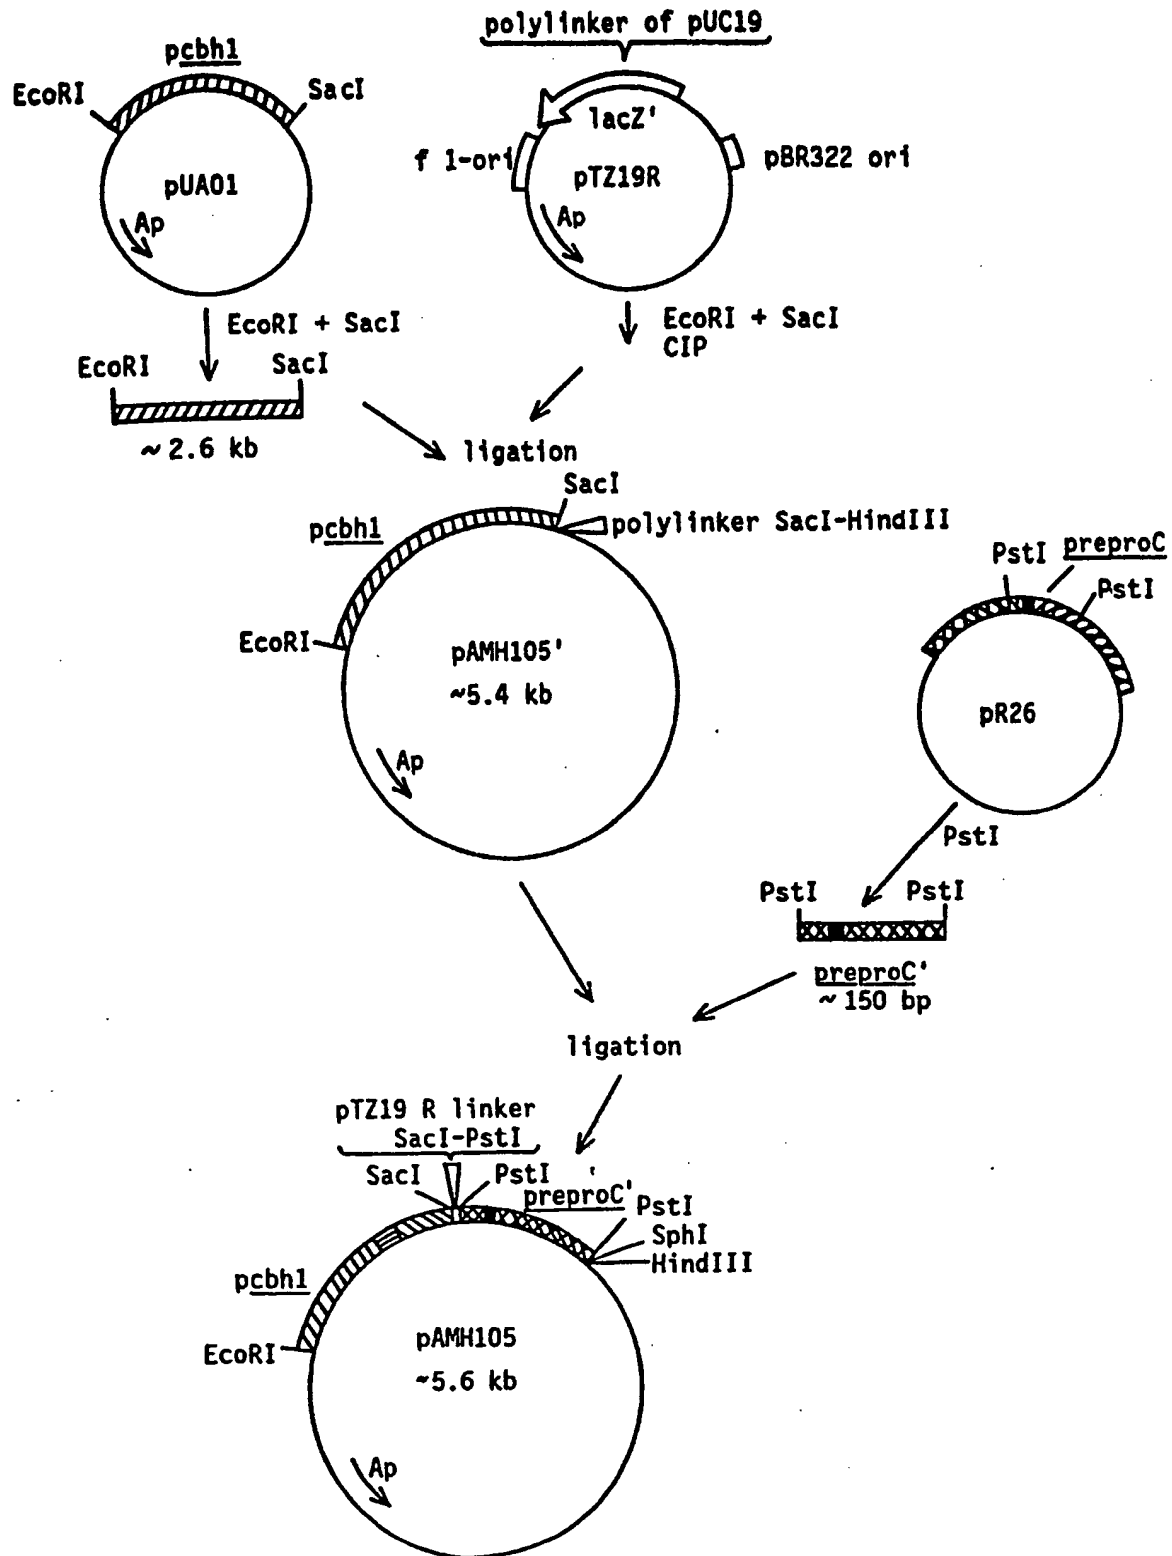 polylinker of pUC19
pcbh1
EcoRI
SacI
pUA01
Ap
lacZ'
f 1-ori
pBR322 ori
pTZ19R
Ap
EcoRI + SacI
EcoRI + SacI
CIP
EcoRI
SacI
~2.6 kb
ligation
SacI
polylinker SacI-HindIII
pcbh1
EcoRI
pAMH105'
~5.4 kb
Ap
PstI
preproC
PstI
pR26
PstI
PstI
PstI
preproC'
~150 bp
ligation
pTZ19 R linker
SacI-PstI
SacI
PstI
preproC'
PstI
SphI
HindIII
pcbh1
EcoRI
pAMH105
~5.6 kb
Ap